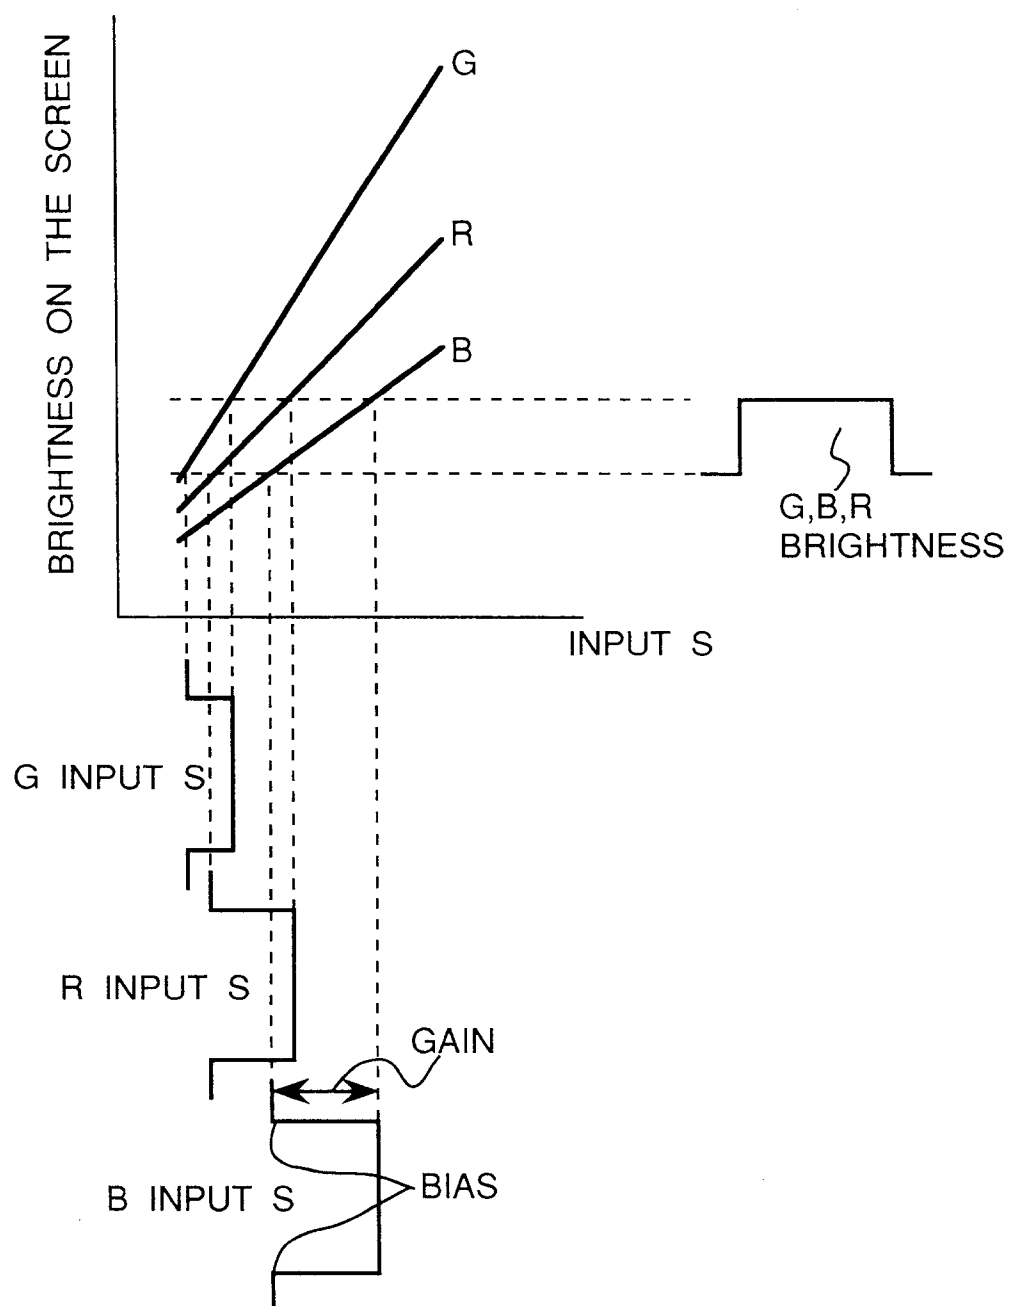 BRIGHTNESS ON THE SCREEN
G
R
B
G,B,R
BRIGHTNESS
INPUT S
G INPUT S
R INPUT S
GAIN
B INPUT S
BIAS